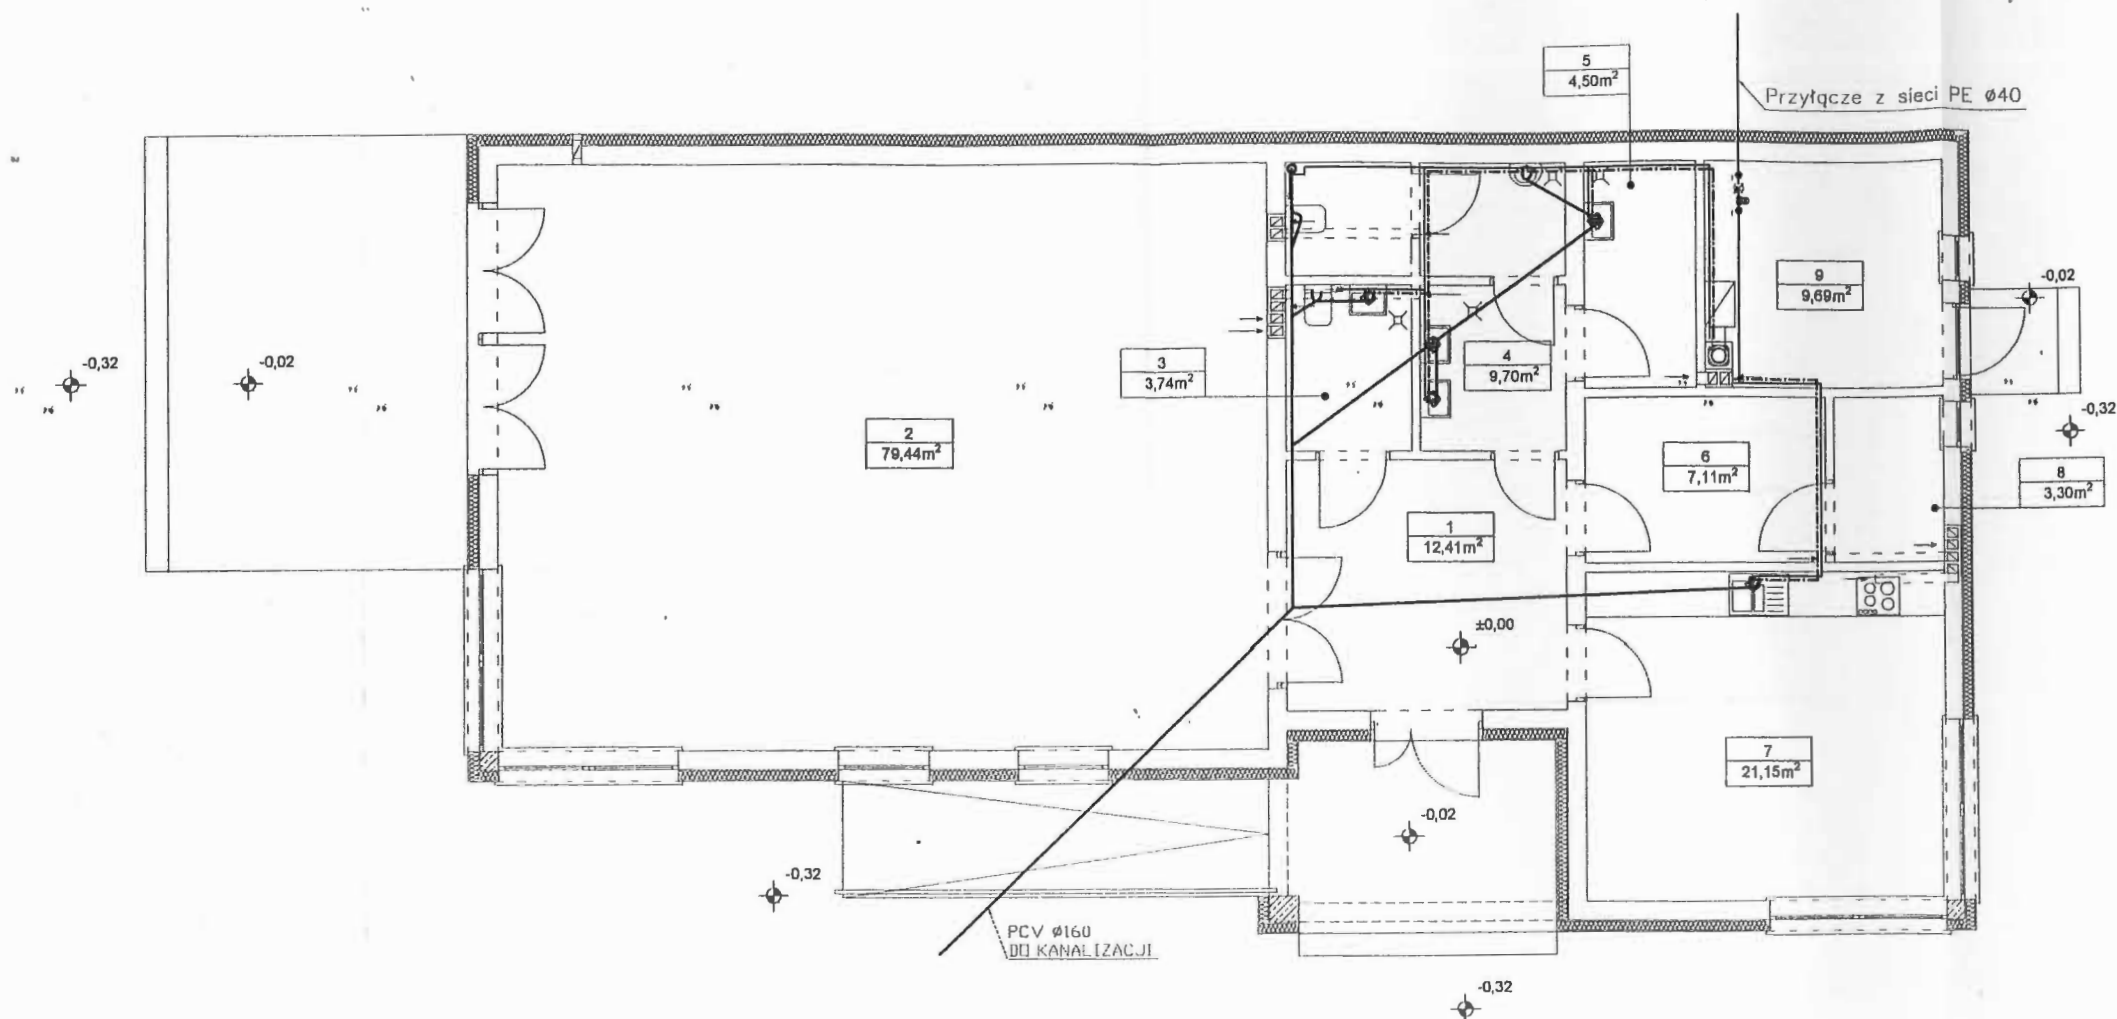 5
4,50m²
Przyłącze z sieci PE ø40
9
9,69m²
-0,02
-0,32
-0,02
3
3,74m²
4
9,70m²
-0,32
2
79,44m²
6
7,11m²
8
3,30m²
1
12,41m²
±0,00
7
21,15m²
-0,02
-0,32
PCV ø160
DO KANALIZACJI
-0,32